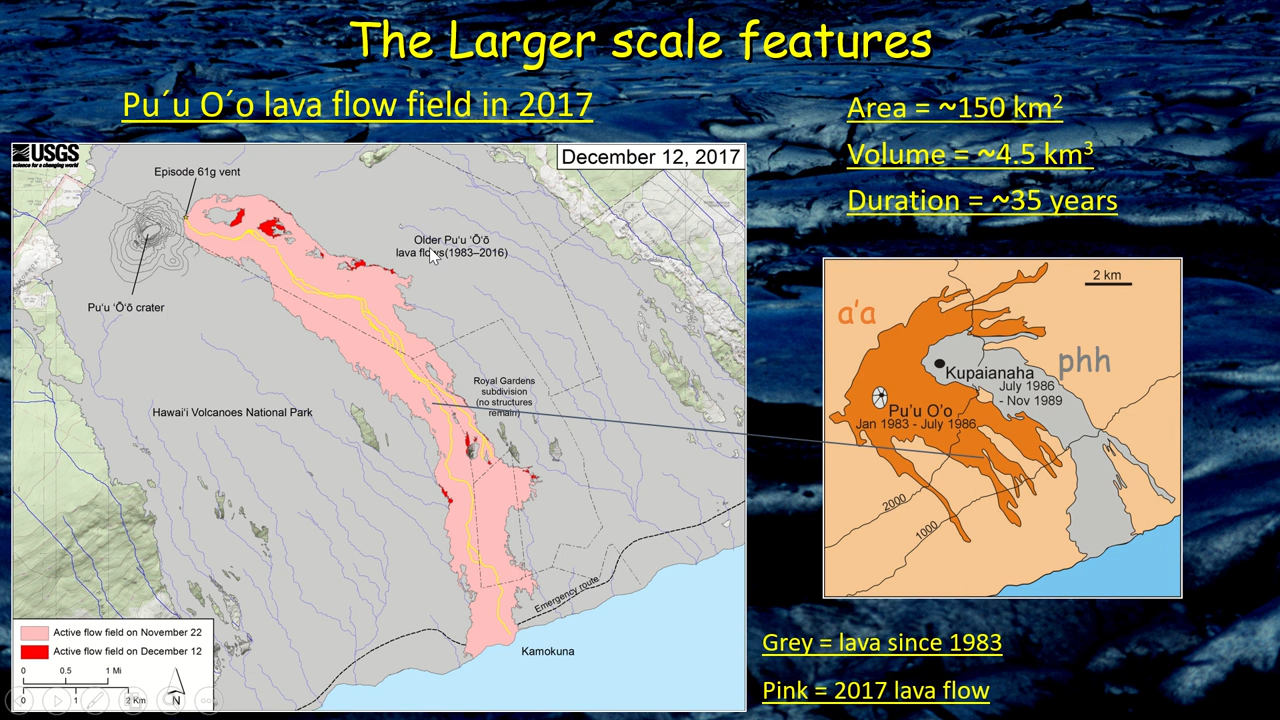 The Larger scale features
Pu´u O´o lava flow field in 2017
Area = ~150 km²
Volume = ~4.5 km³
Duration = ~35 years
USGS
science for a changing world
December 12, 2017
Episode 61g vent
Older Pu‘u ‘Ō‘ō
lava flows(1983–2016)
Pu‘u ‘Ō‘ō crater
Royal Gardens
subdivision
(no structures
remain)
Hawai‘i Volcanoes National Park
Emergency route
Kamokuna
Active flow field on November 22
Active flow field on December 12
0 0.5 1 Mi
0 1 2 Km
N
2 km
a'a
phh
Kupaianaha
July 1986
- Nov 1989
Pu'u O'o
Jan 1983 - July 1986
2000
1000
Grey = lava since 1983
Pink = 2017 lava flow